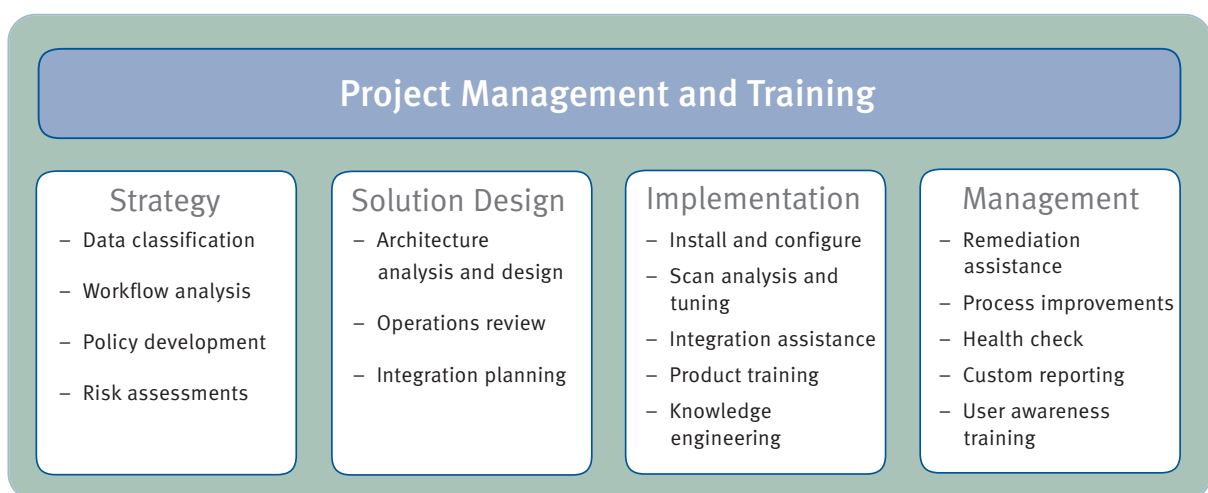 Project Management and Training
Strategy
– Data classification
– Workflow analysis
– Policy development
– Risk assessments
Solution Design
– Architecture
analysis and design
– Operations review
– Integration planning
Implementation
– Install and configure
– Scan analysis and
tuning
– Integration assistance
– Product training
– Knowledge
engineering
Management
– Remediation
assistance
– Process improvements
– Health check
– Custom reporting
– User awareness
training